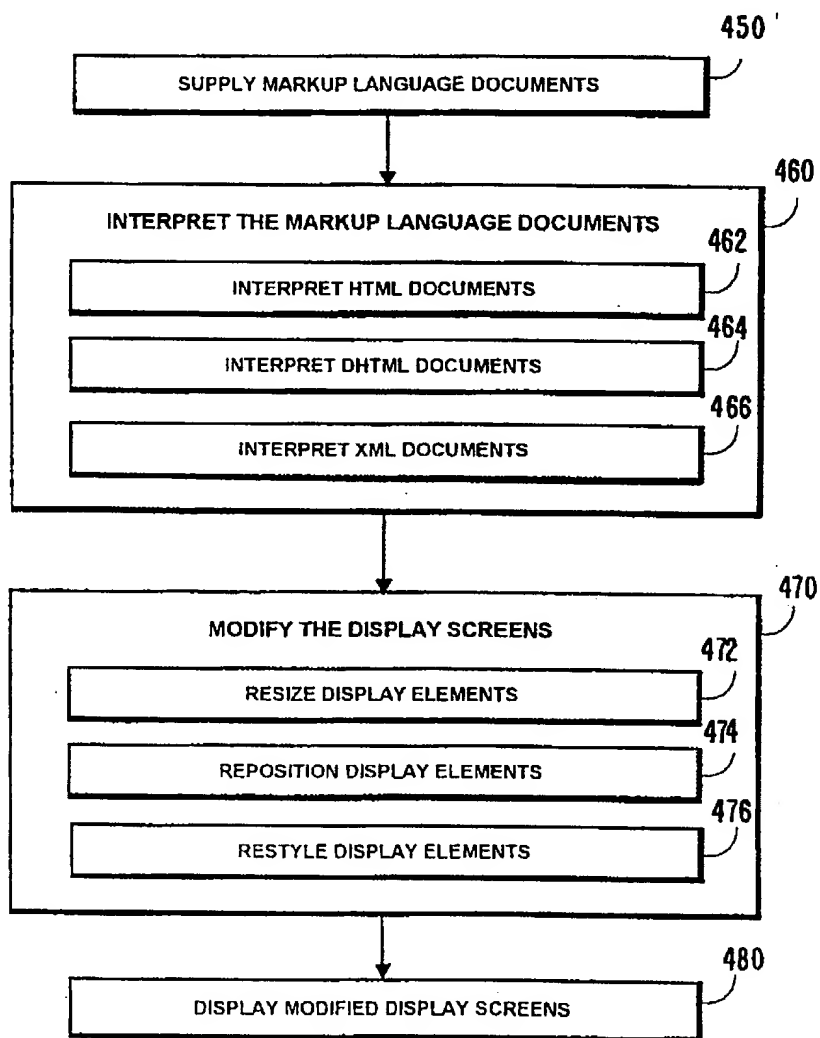 450
SUPPLY MARKUP LANGUAGE DOCUMENTS
460
INTERPRET THE MARKUP LANGUAGE DOCUMENTS
462
INTERPRET HTML DOCUMENTS
464
INTERPRET DHTML DOCUMENTS
466
INTERPRET XML DOCUMENTS
470
MODIFY THE DISPLAY SCREENS
472
RESIZE DISPLAY ELEMENTS
474
REPOSITION DISPLAY ELEMENTS
476
RESTYLE DISPLAY ELEMENTS
480
DISPLAY MODIFIED DISPLAY SCREENS